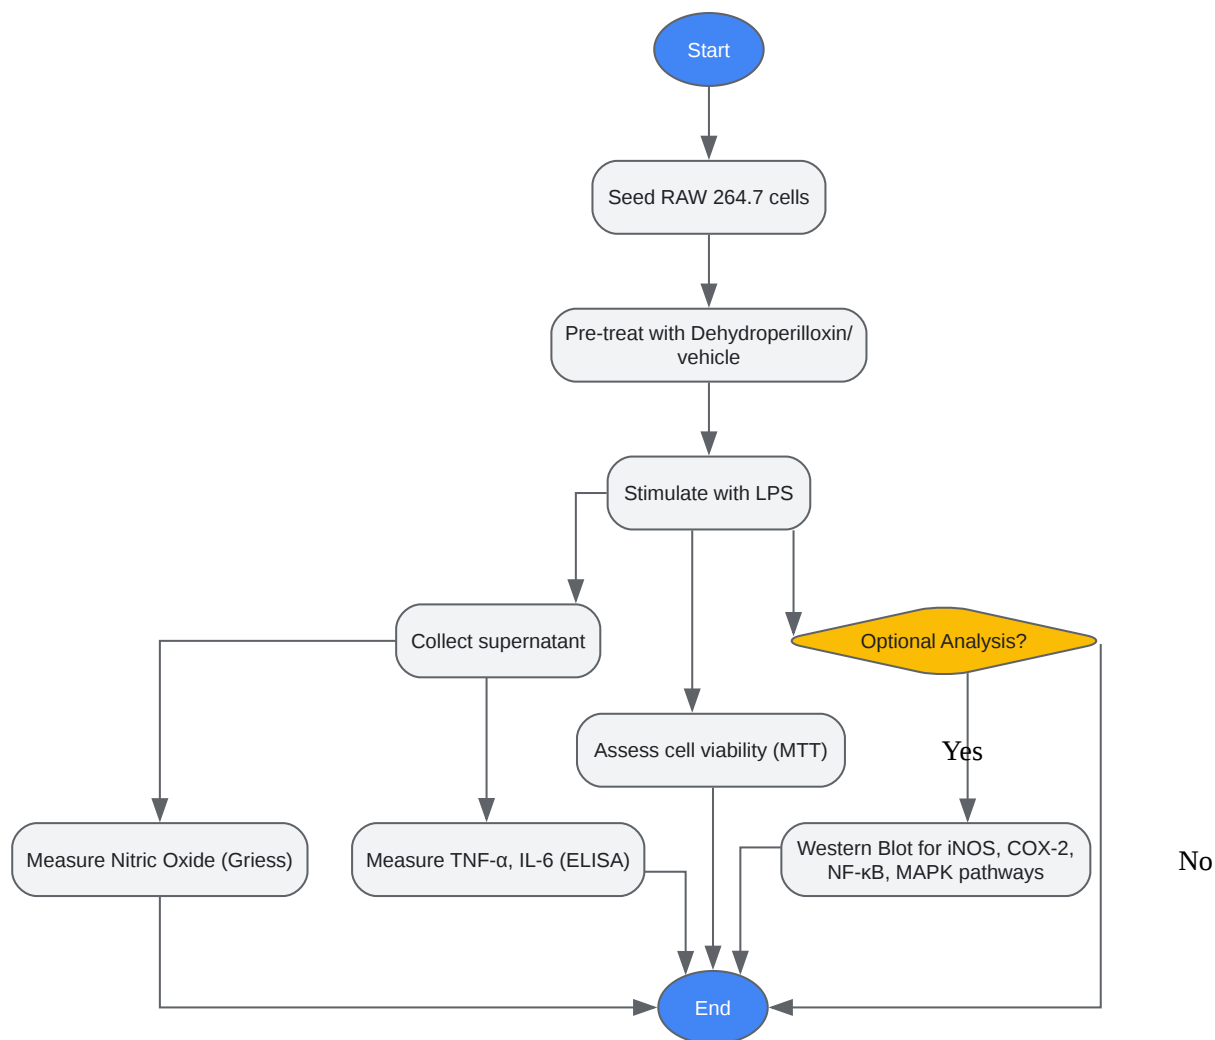 Start
Seed RAW 264.7 cells
Pre-treat with Dehydroperilloxin/
vehicle
Stimulate with LPS
Collect supernatant
Optional Analysis?
Assess cell viability (MTT)
Yes
Measure Nitric Oxide (Griess)
Measure TNF-α, IL-6 (ELISA)
Western Blot for iNOS, COX-2,
NF-κB, MAPK pathways
No
End